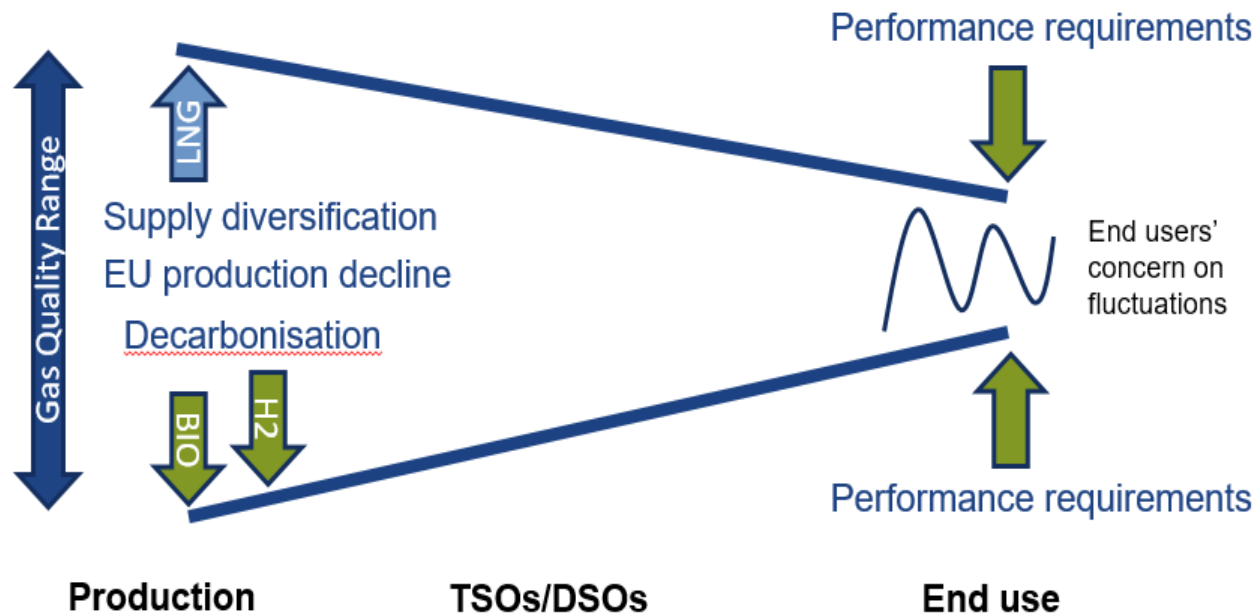 Performance requirements
Gas Quality Range
LNG
Supply diversification
EU production decline
Decarbonisation
BIO
H2
End users’
concern on
fluctuations
Performance requirements
Production
TSOs/DSOs
End use